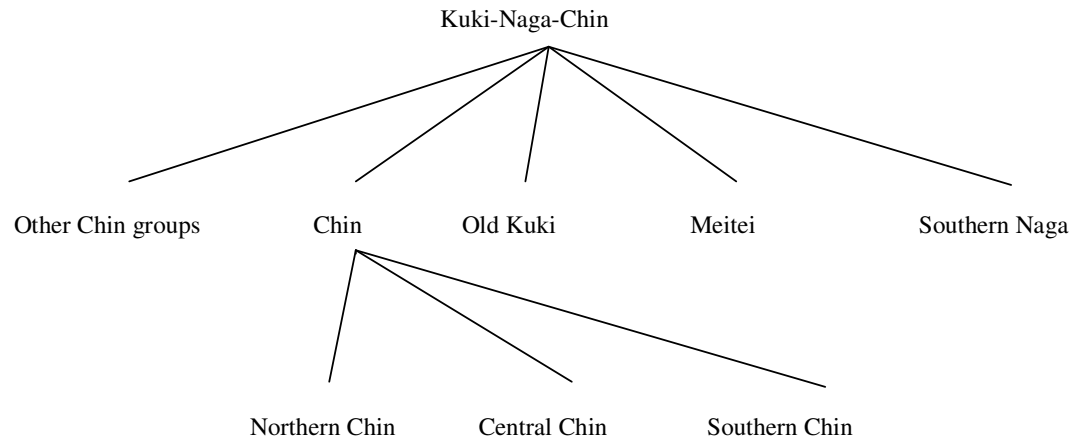 Kuki-Naga-Chin
Other Chin groups Chin Old Kuki Meitei Southern Naga
Northern Chin Central Chin Southern Chin